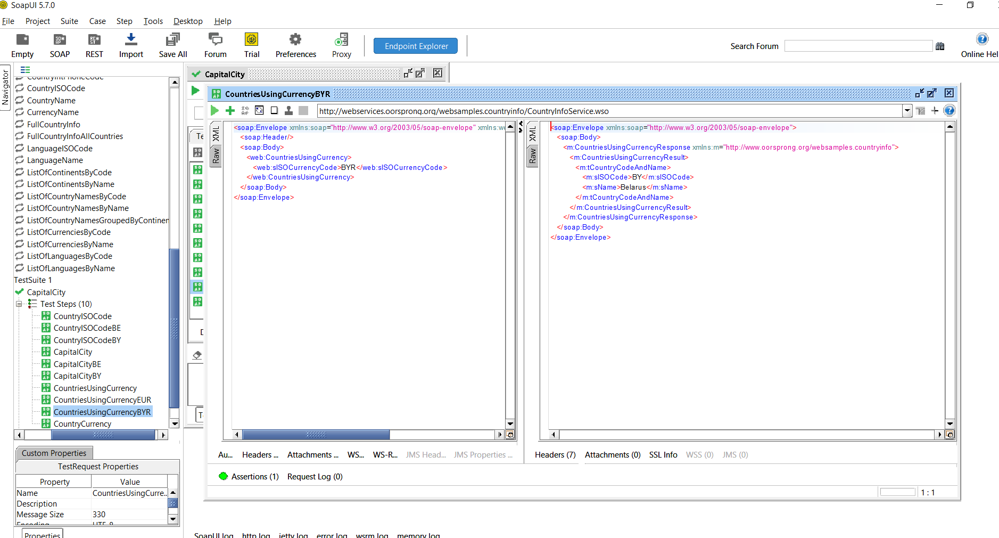 SoapUI 5.7.0
File Project Suite Case Step Tools Desktop Help
Empty SOAP REST Import Save All Forum Trial Preferences Proxy Endpoint Explorer Search Forum Online Hel
Navigator
CountryISOCode
CountryName
CurrencyName
FullCountryInfo
FullCountryInfoAllCountries
LanguageISOCode
LanguageName
ListOfContinentsByCode
ListOfContinentsByName
ListOfCountryNamesByCode
ListOfCountryNamesByName
ListOfCountryNamesGroupedByContinen
ListOfCurrenciesByCode
ListOfCurrenciesByName
ListOfLanguagesByCode
ListOfLanguagesByName
TestSuite 1
CapitalCity
Test Steps (10)
CountryISOCode
CountryISOCodeBE
CountryISOCodeBY
CapitalCity
CapitalCityBE
CapitalCityBY
CountriesUsingCurrency
CountriesUsingCurrencyEUR
CountriesUsingCurrencyBYR
CountryCurrency
Custom Properties
TestRequest Properties
Property Value
Name CountriesUsingCurre...
Description
Message Size 330
Encoding UTF-8
Properties
CapitalCity
Te
CountriesUsingCurrencyBYR
http://webservices.oorsprong.org/websamples.countryinfo/CountryInfoService.wso
XML
Raw
<soap:Envelope xmlns:soap="http://www.w3.org/2003/05/soap-envelope" xmlns:we
<soap:Header/>
<soap:Body>
<web:CountriesUsingCurrency>
<web:sISOCurrencyCode>BYR</web:sISOCurrencyCode>
</web:CountriesUsingCurrency>
</soap:Body>
</soap:Envelope>
XML
Raw
<soap:Envelope xmlns:soap="http://www.w3.org/2003/05/soap-envelope">
<soap:Body>
<m:CountriesUsingCurrencyResponse xmlns:m="http://www.oorsprong.org/websamples.countryinfo">
<m:CountriesUsingCurrencyResult>
<m:tCountryCodeAndName>
<m:sISOCode>BY</m:sISOCode>
<m:sName>Belarus</m:sName>
</m:tCountryCodeAndName>
</m:CountriesUsingCurrencyResult>
</m:CountriesUsingCurrencyResponse>
</soap:Body>
</soap:Envelope>
Au... Headers ... Attachments ... WS... WS-R... JMS Head... JMS Properties ...
Headers (7) Attachments (0) SSL Info WSS (0) JMS (0)
Assertions (1) Request Log (0)
1 : 1
SoapUI log http log jetty log error log wsrm log memory log